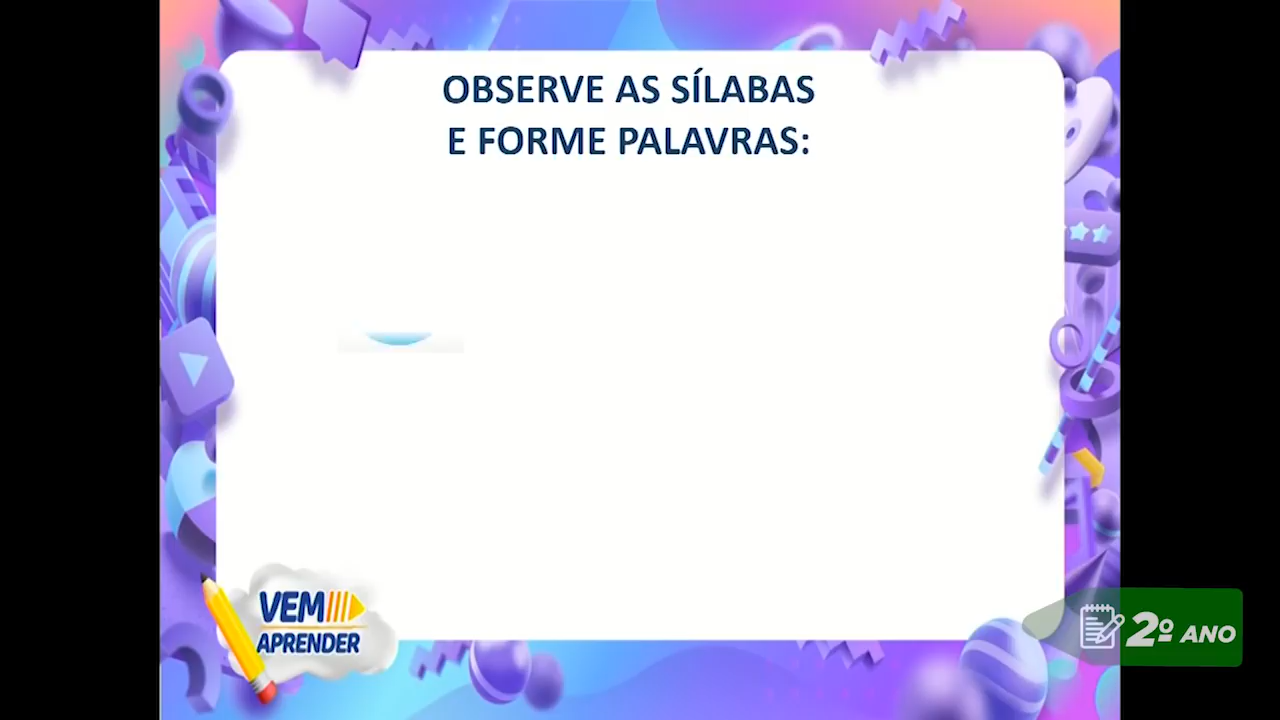 OBSERVE AS SÍLABAS
E FORME PALAVRAS:
VEM
APRENDER
2º ANO